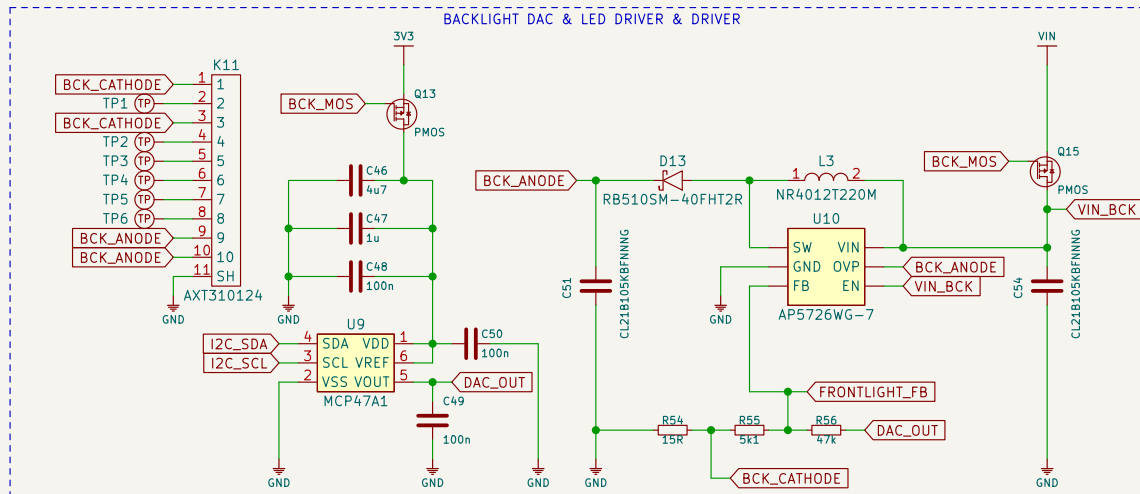 BACKLIGHT DAC & LED DRIVER & DRIVER
3V3
VIN
K11
BCK_CATHODE 1 1
TP1 TP 2 2
BCK_CATHODE 3 3
TP2 TP 4 4
TP3 TP 5 5
TP4 TP 6 6
TP5 TP 7 7
TP6 TP 8 8
BCK_ANODE 9 9
BCK_ANODE 10 10
11 SH
AXT310124
GND
BCK_MOS
Q13
PMOS
C46
4u7
C47
1u
C48
100n
GND
U9
I2C_SDA 4 SDA VDD 1
I2C_SCL 3 SCL VREF 6
2 VSS VOUT 5
MCP47A1
C50
100n
DAC_OUT
C49
100n
GND
GND
GND
BCK_ANODE
D13
RB510SM-40FHT2R
L3
1 2
NR4012T220M
U10
SW VIN
GND OVP
FB EN
AP5726WG-7
BCK_ANODE
VIN_BCK
GND
C51
CL21B105KBFNNNG
BCK_MOS
Q15
PMOS
VIN_BCK
C54
CL21B105KBFNNNG
FRONTLIGHT_FB
R54
15R
R55
5k1
R56
47k
DAC_OUT
BCK_CATHODE
GND
GND